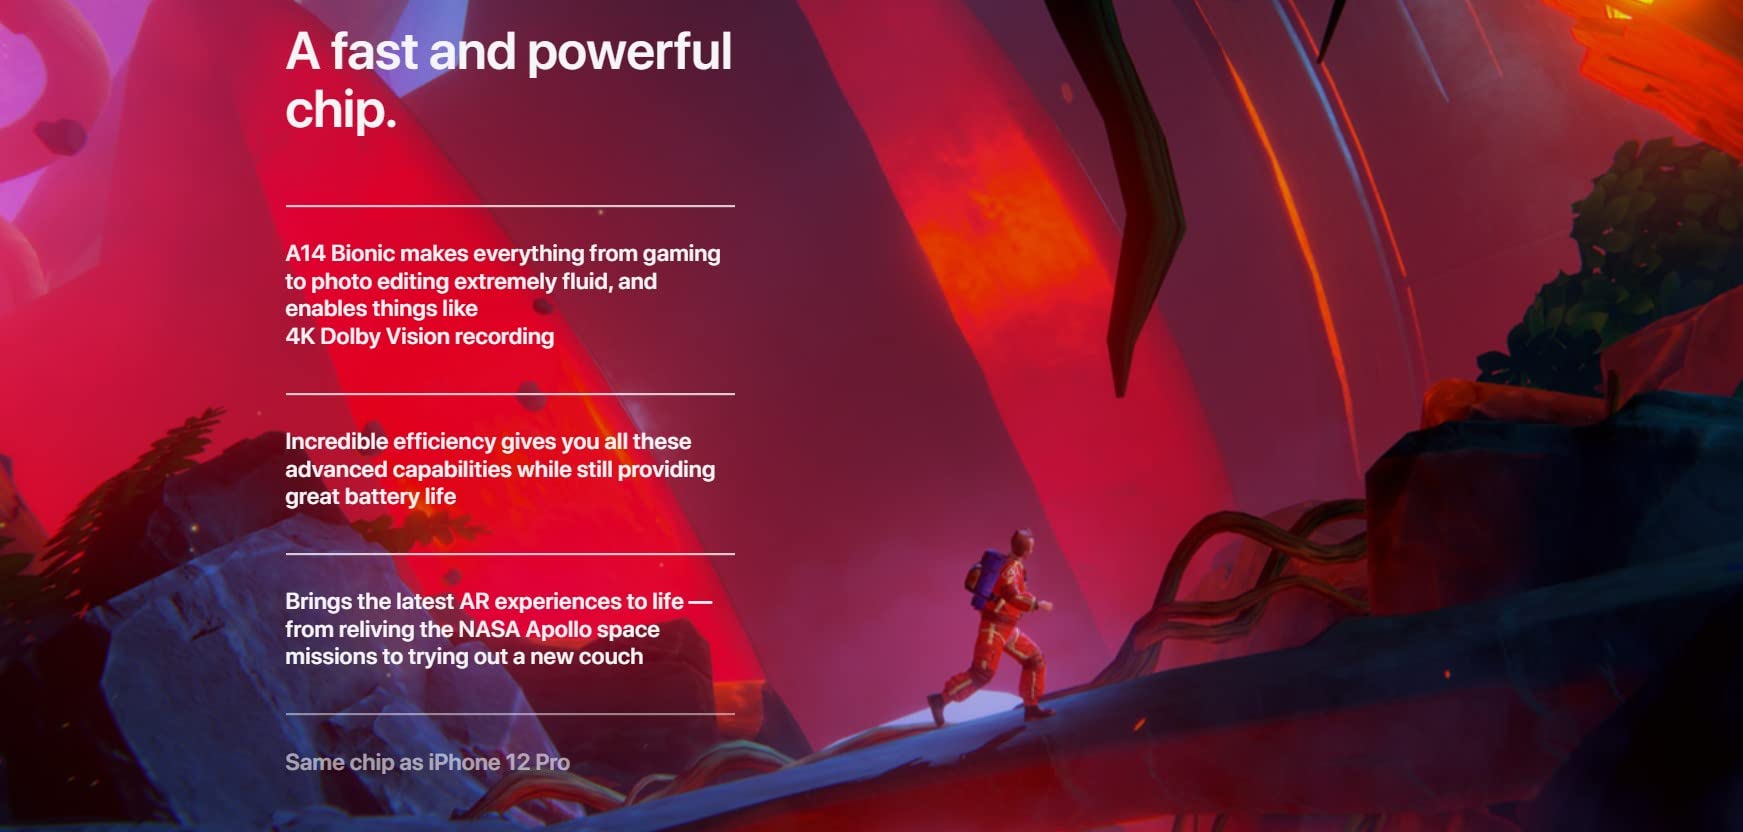 A fast and powerful
chip.
A14 Bionic makes everything from gaming
to photo editing extremely fluid, and
enables things like
4K Dolby Vision recording
Incredible efficiency gives you all these
advanced capabilities while still providing
great battery life
Brings the latest AR experiences to life —
from reliving the NASA Apollo space
missions to trying out a new couch
Same chip as iPhone 12 Pro